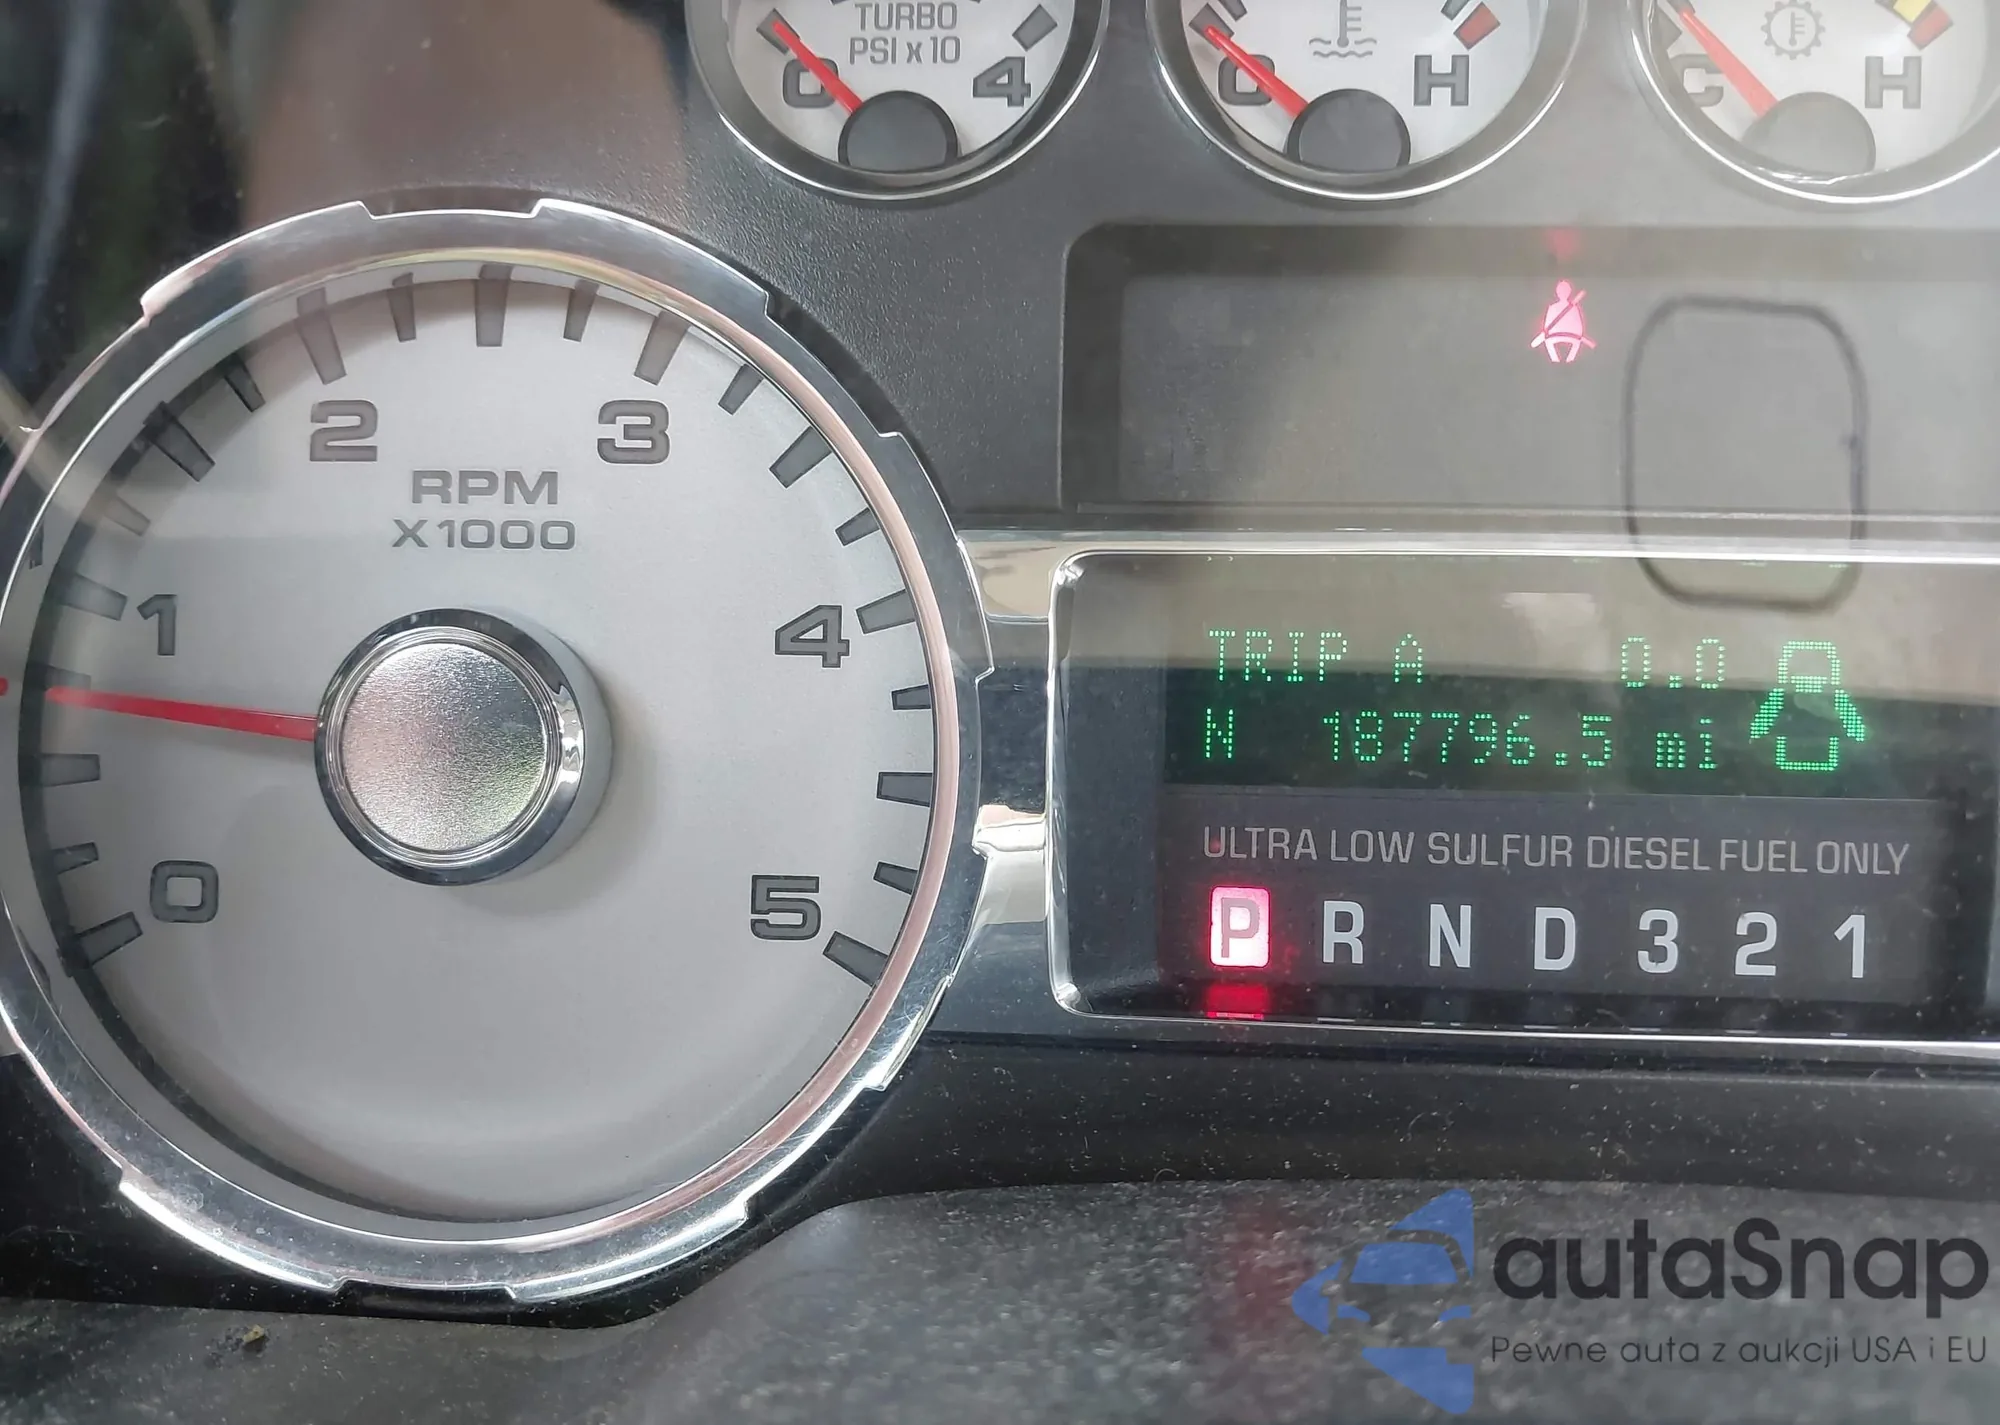 TURBO
PSI x 10
0 4
C H
C H
2 3
RPM
X1000
1 4
0 5
TRIP A 0.0
N 187796.5 mi
ULTRA LOW SULFUR DIESEL FUEL ONLY
P R N D 3 2 1
autaSnap
Pewne auta z aukcji USA i EU